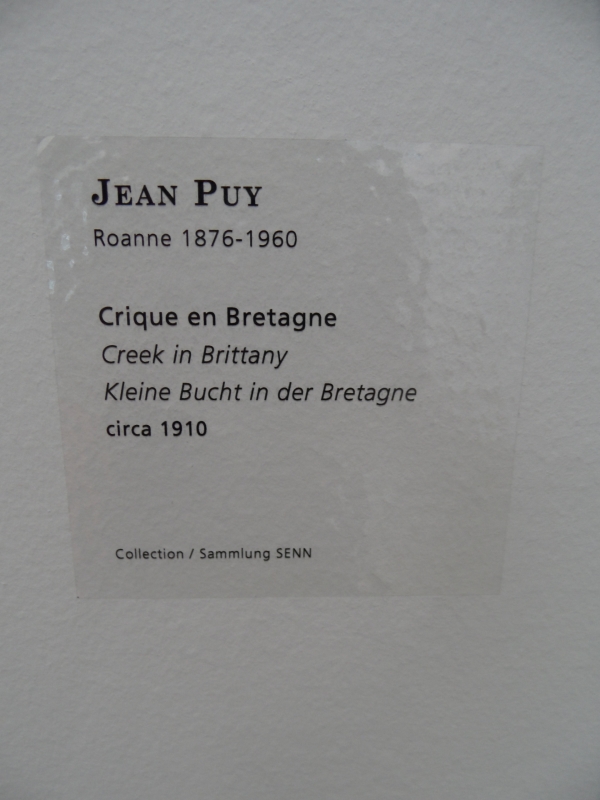 JEAN PUY
Roanne 1876-1960
Crique en Bretagne
Creek in Brittany
Kleine Bucht in der Bretagne
circa 1910
Collection / Sammlung SENN